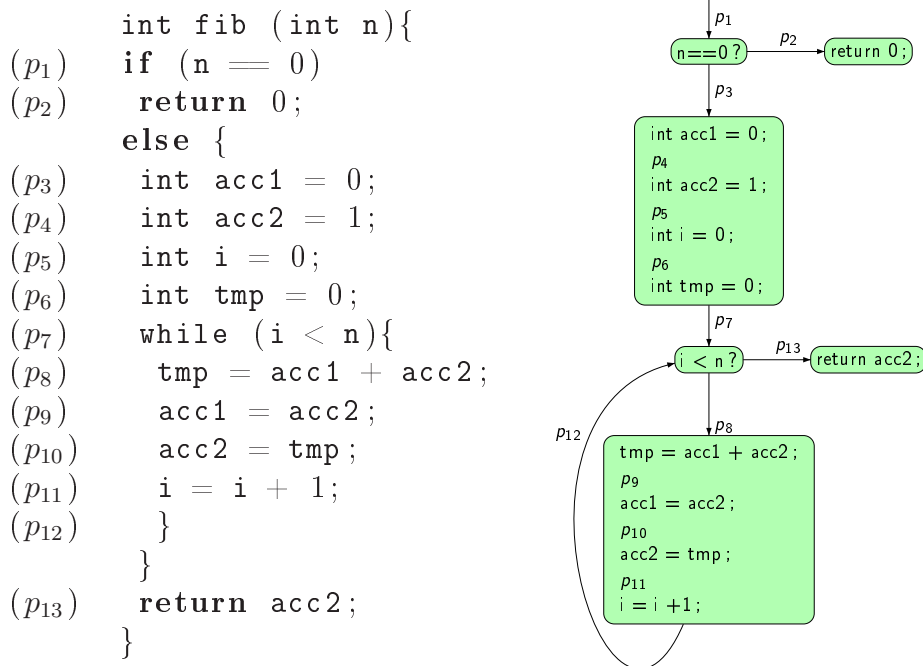 int fib (int n){
(p1) if (n == 0)
(p2) return 0;
else {
(p3) int acc1 = 0;
(p4) int acc2 = 1;
(p5) int i = 0;
(p6) int tmp = 0;
(p7) while (i < n){
(p8) tmp = acc1 + acc2;
(p9) acc1 = acc2;
(p10) acc2 = tmp;
(p11) i = i + 1;
(p12) }
}
(p13) return acc2;
}
p1
n==0?
p2
return 0;
p3
int acc1 = 0;
p4
int acc2 = 1;
p5
int i = 0;
p6
int tmp = 0;
p7
i < n?
p13
return acc2;
p12
p8
tmp = acc1 + acc2;
p9
acc1 = acc2;
p10
acc2 = tmp;
p11
i = i +1;